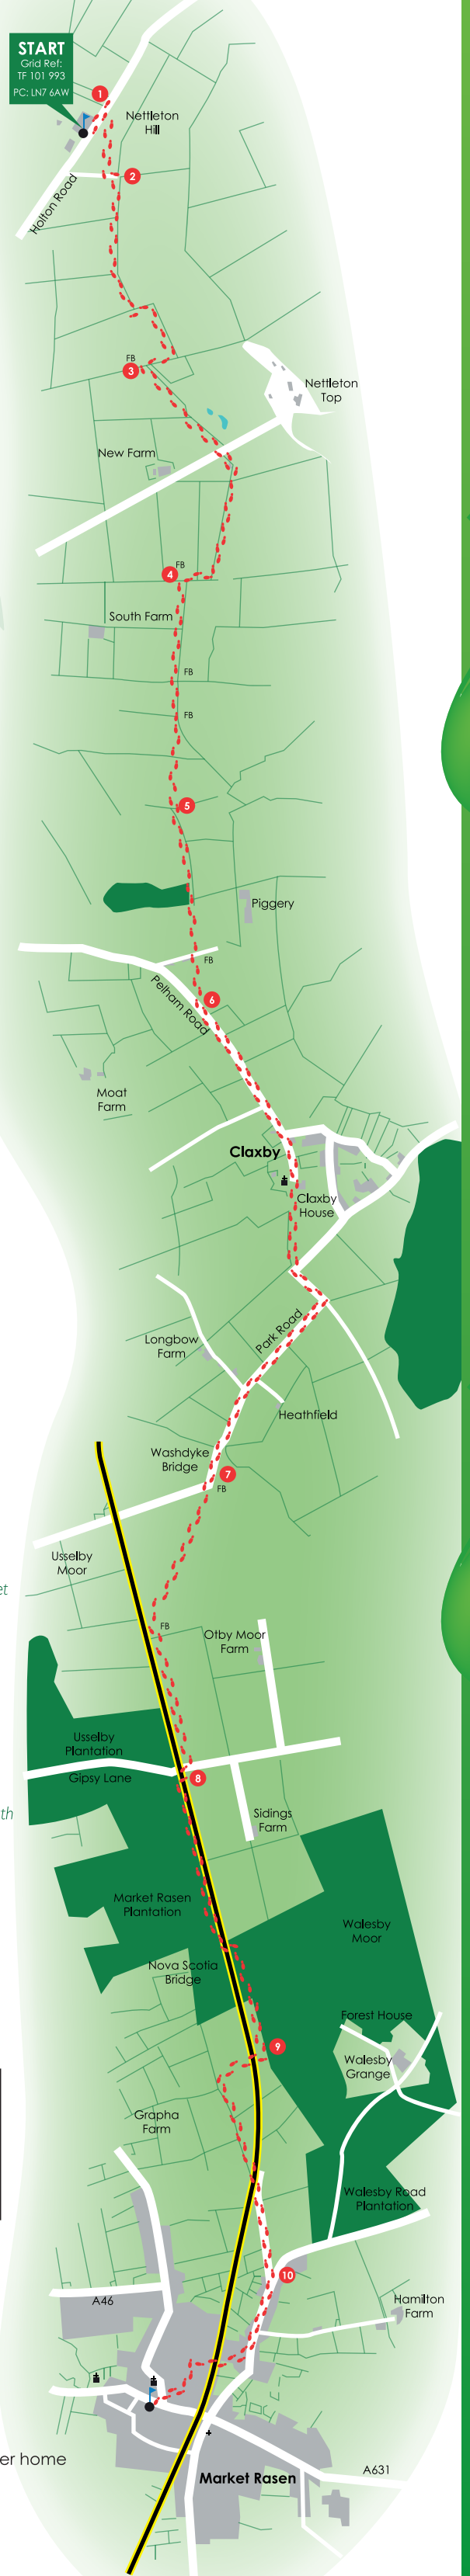 START
Grid Ref:
TF 101 993
PC: LN7 6AW
1
Nettleton
Hill
2
Holton Road
FB
3
Nettleton
Top
New Farm
FB
4
South Farm
FB
FB
5
Piggery
FB
6
Pelham Road
Moat
Farm
Claxby
Claxby
House
Park Road
Longbow
Farm
Heathfield
Washdyke
Bridge
7
FB
Usselby
Moor
et
FB
Otby Moor
Farm
Usselby
Plantation
Gipsy Lane
8
th
Sidings
Farm
Market Rasen
Plantation
Walesby
Moor
Nova Scotia
Bridge
Forest House
9
Walesby
Grange
Grapha
Farm
Walesby Road
Plantation
10
A46
Hamilton
Farm
er home
A631
Market Rasen